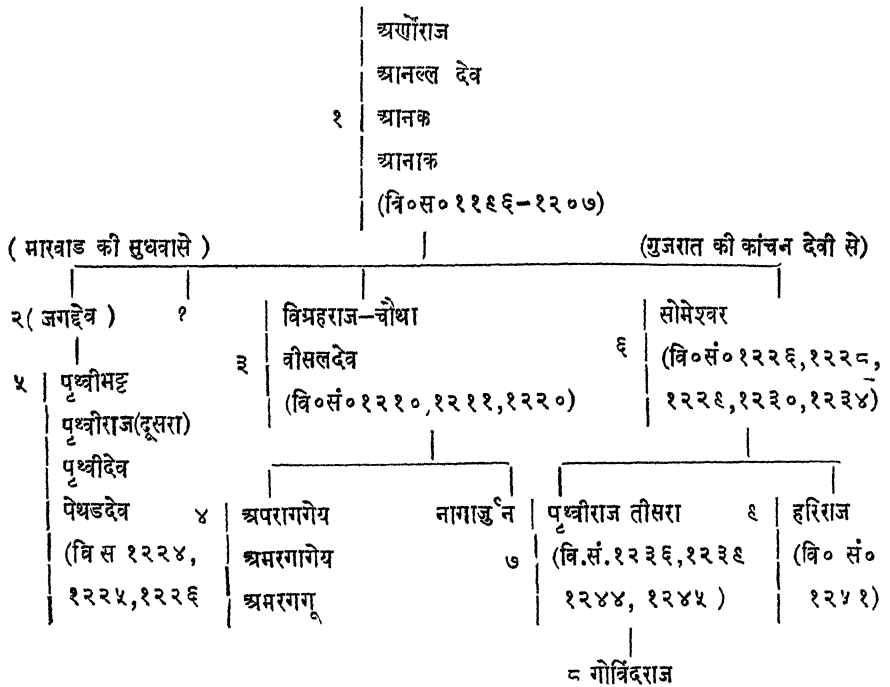 अर्णोराज
आनल्ल देव
१ आनक
आनाक
(वि०स०११९६-१२०७)
(मारवाड की सुधवासे) (गुजरात की कांचन देवी से)
२(जगद्देव) ?
विग्रहराज-चौथा
३ वीसलदेव
(वि०सं०१२१०,१२११,१२२०)
सोमेश्वर
६ (वि०सं०१२२६,१२२८,
१२२९,१२३०,१२३४)
५ पृथ्वीभट्ट
पृथ्वीराज(दूसरा)
पृथ्वीदेव
पेथडदेव
(वि स १२२४,
१२२५,१२२६
४ अपरागगेय
अमरगागेय
अमरगगू
नागार्जुन
पृथ्वीराज तीसरा
७ (वि.सं.१२३६,१२३९
१२४४, १२४५)
९ हरिराज
(वि० सं०
१२५१)
८ गोविंदराज